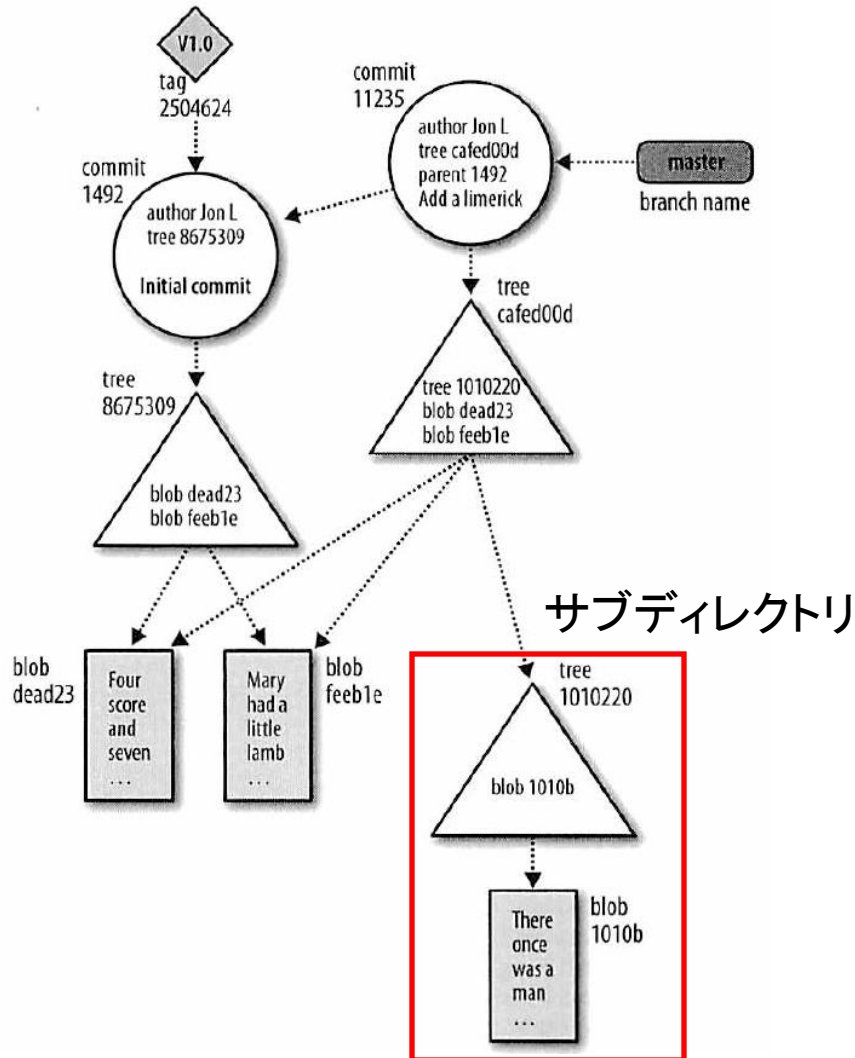 V1.0
tag
2504624
commit
1492
author Jon L
tree 8675309
Initial commit
commit
11235
author Jon L
tree cafed00d
parent 1492
Add a limerick
master
branch name
tree
8675309
blob dead23
blob feeb1e
tree
cafed00d
tree 1010220
blob dead23
blob feeb1e
サブディレクトリ
blob
dead23
Four
score
and
seven
...
Mary
had a
little
lamb
...
blob
feeb1e
tree
1010220
blob 1010b
There
once
was a
man
...
blob
1010b